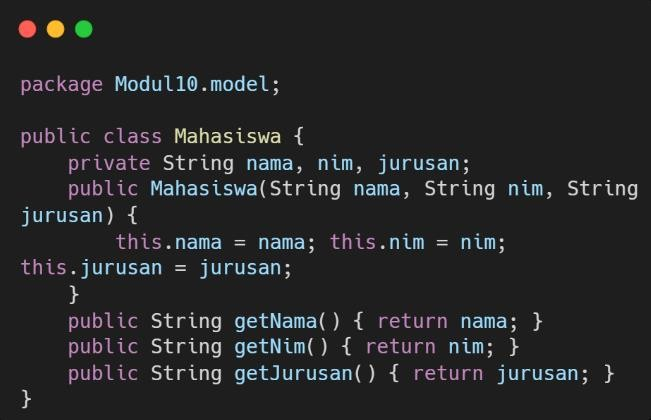 package Modul10.model;

public class Mahasiswa {
    private String nama, nim, jurusan;
    public Mahasiswa(String nama, String nim, String
jurusan) {
        this.nama = nama; this.nim = nim;
this.jurusan = jurusan;
    }
    public String getNama() { return nama; }
    public String getNim() { return nim; }
    public String getJurusan() { return jurusan; }
}